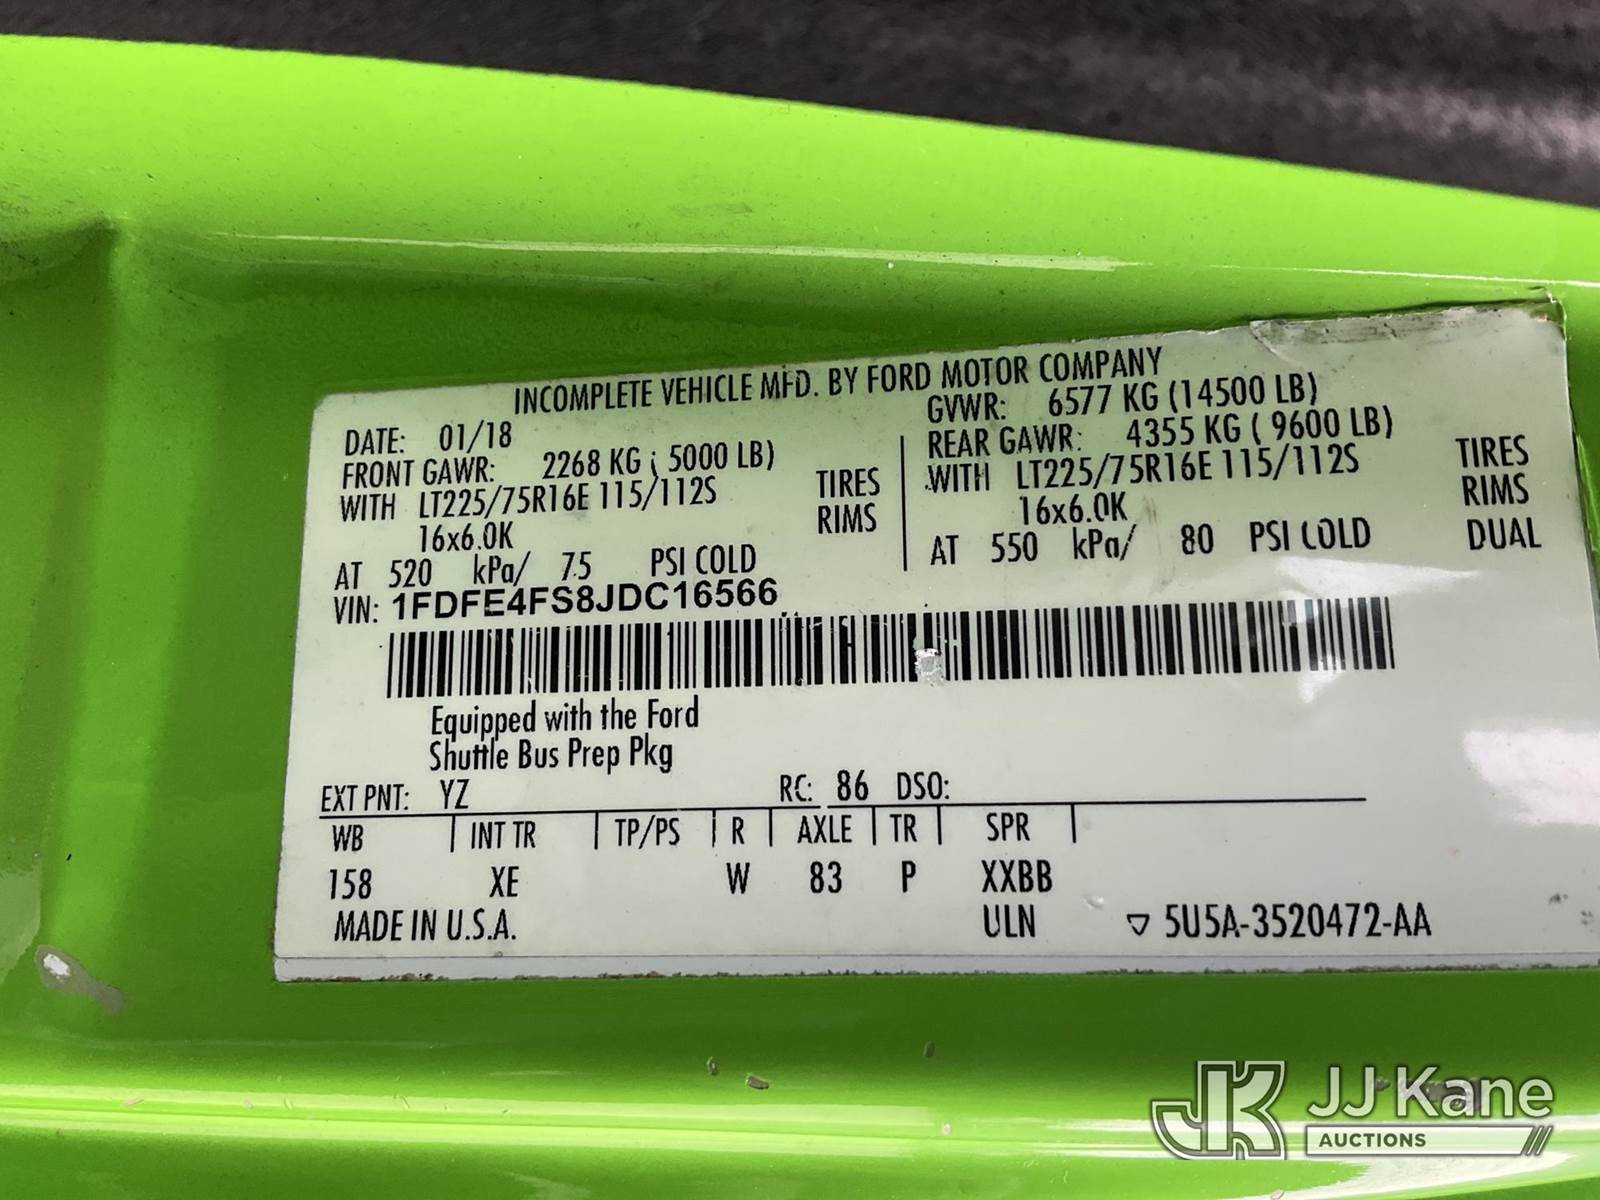 INCOMPLETE VEHICLE MFD. BY FORD MOTOR COMPANY
DATE: 01/18
GVWR: 6577 KG (14500 LB)
FRONT GAWR: 2268 KG ( 5000 LB)
REAR GAWR: 4355 KG ( 9600 LB)
WITH LT225/75R16E 115/112S TIRES
WITH LT225/75R16E 115/112S TIRES
16x6.0K RIMS
16x6.0K RIMS
AT 520 kPa/ 75 PSI COLD
AT 550 kPa/ 80 PSI COLD DUAL
VIN: 1FDFE4FS8JDC16566
Equipped with the Ford
Shuttle Bus Prep Pkg
EXT PNT: YZ RC: 86 DSO:
WB INT TR TP/PS R AXLE TR SPR
158 XE W 83 P XXBB
MADE IN U.S.A. ULN 5U5A-3520472-AA
JK JJ Kane
AUCTIONS